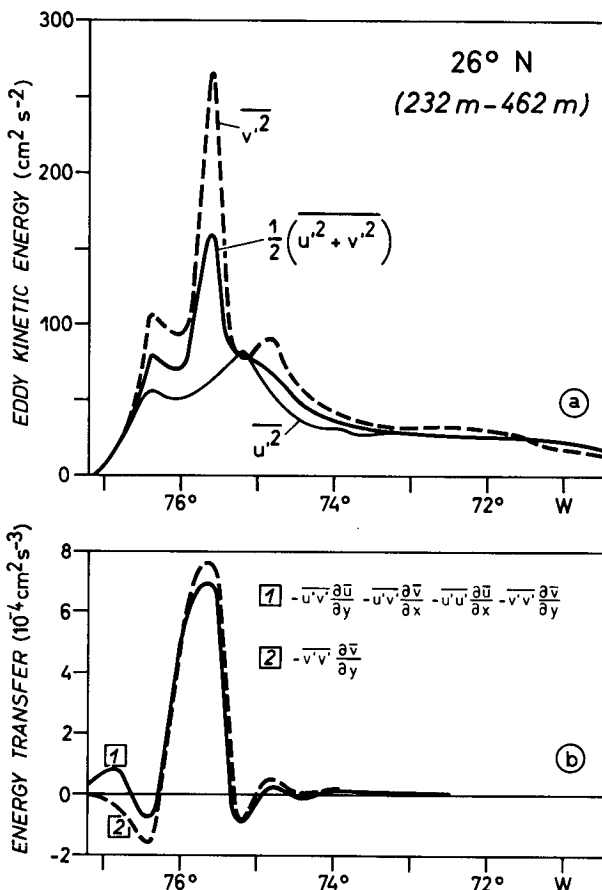 300
200
100
0
EDDY KINETIC ENERGY (cm² s⁻²)
26° N
(232 m – 462 m)
v'²
½(u'² + v'²)
u'²
a
76° 74° 72° W
8
6
4
2
0
-2
ENERGY TRANSFER (10⁻⁴ cm² s⁻³)
1 - u'v' ∂ū/∂y - u'v' ∂v̄/∂x - u'u' ∂ū/∂x - v'v' ∂v̄/∂y
2 - v'v' ∂v̄/∂y
1
2
b
76° 74° 72° W